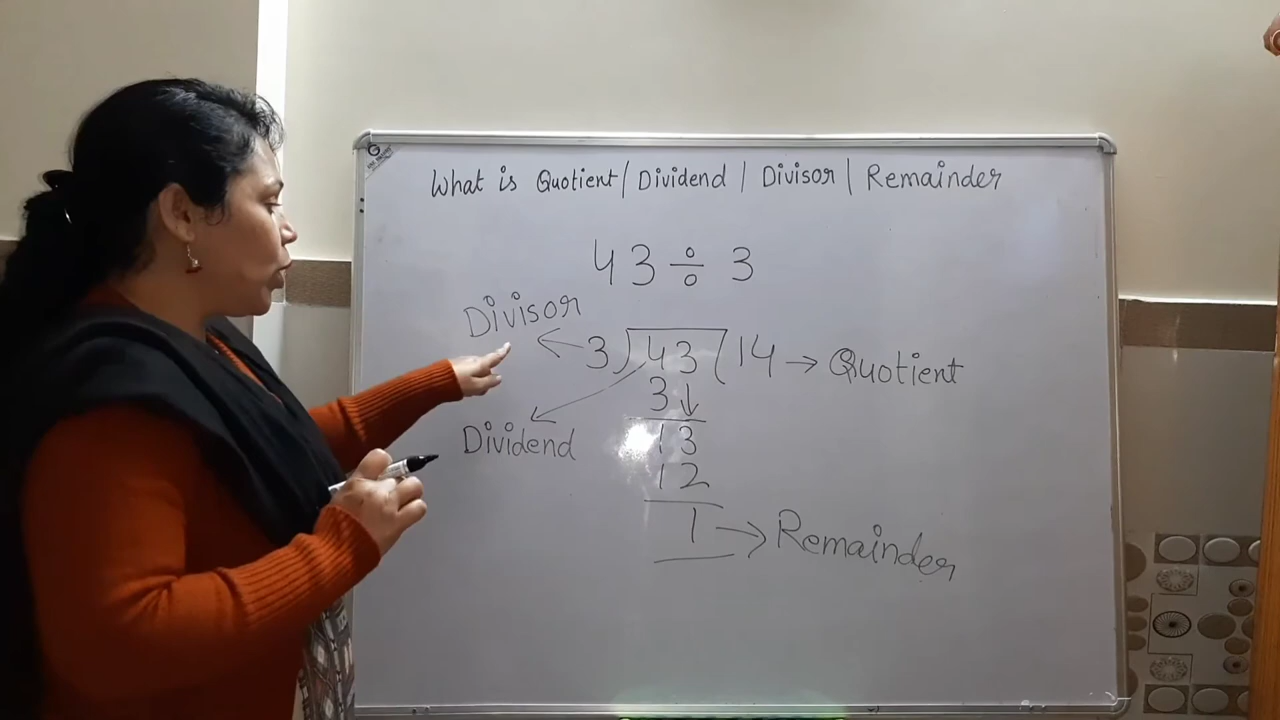 What is Quotient/ Dividend | Divisor | Remainder
43 ÷ 3
Divisor
3) 43 (14 → Quotient
3↓
Dividend
13
12
1 → Remainder